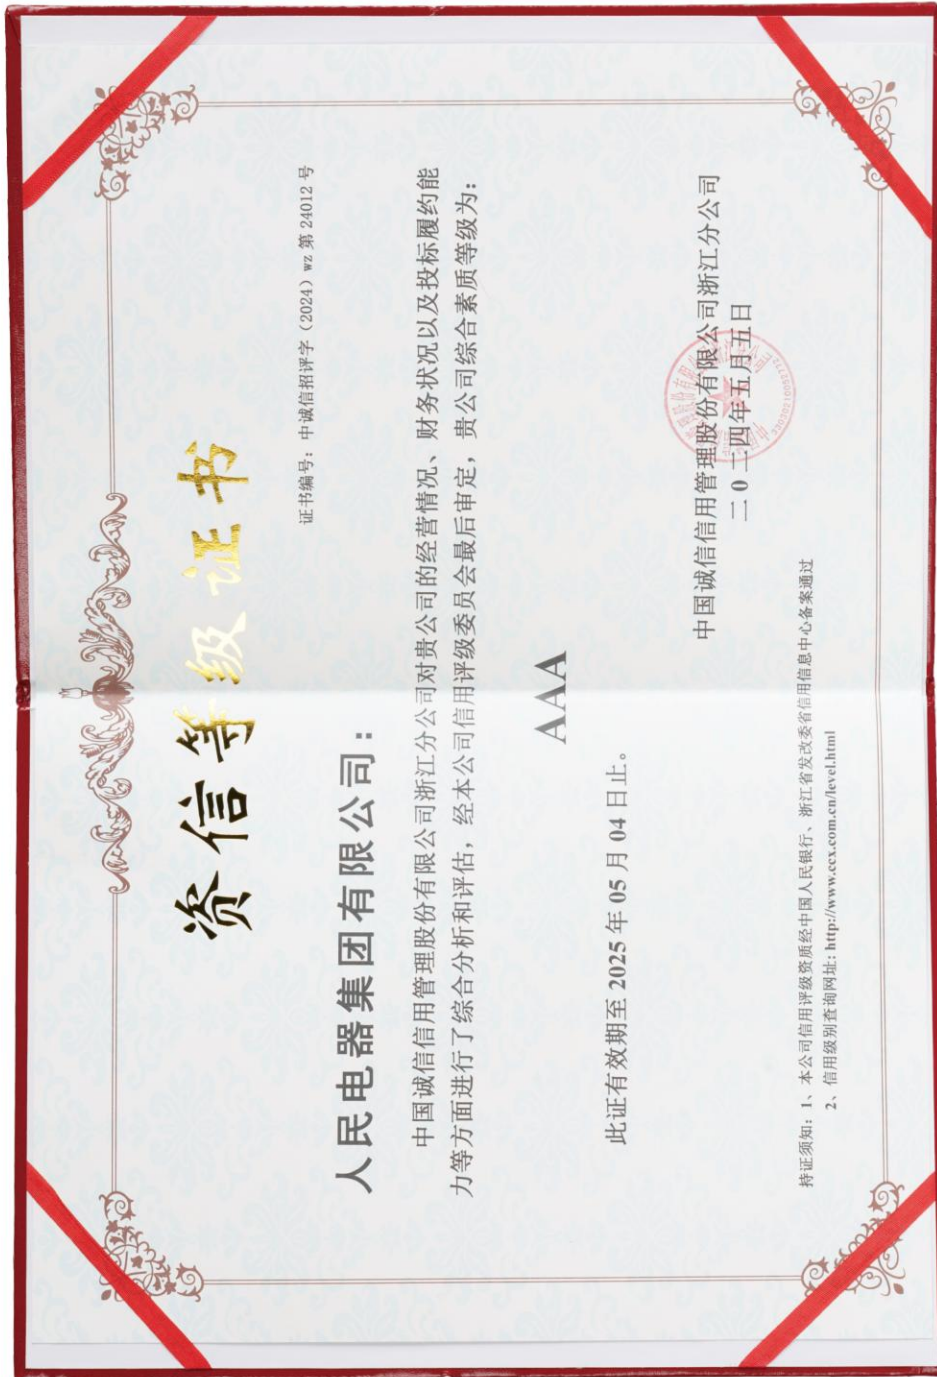 资信等级证书
证书编号：中诚信招评字（2024）wz 第 24012 号
人民电器集团有限公司：
中国诚信信用管理股份有限公司浙江分公司对贵公司的经营情况、财务状况以及投标履约能
力等方面进行了综合分析和评估，经本公司信用评级委员会最后审定，贵公司综合素质等级为：
AAA
此证有效期至 2025 年 05 月 04 日止。
中国诚信信用管理股份有限公司浙江分公司
二0二四年五月五日
持证须知：1、本公司信用评级资质经中国人民银行、浙江省发改委省信用信息中心备案通过
2、信用级别查询网址：http://www.ccx.com.cn/level.html